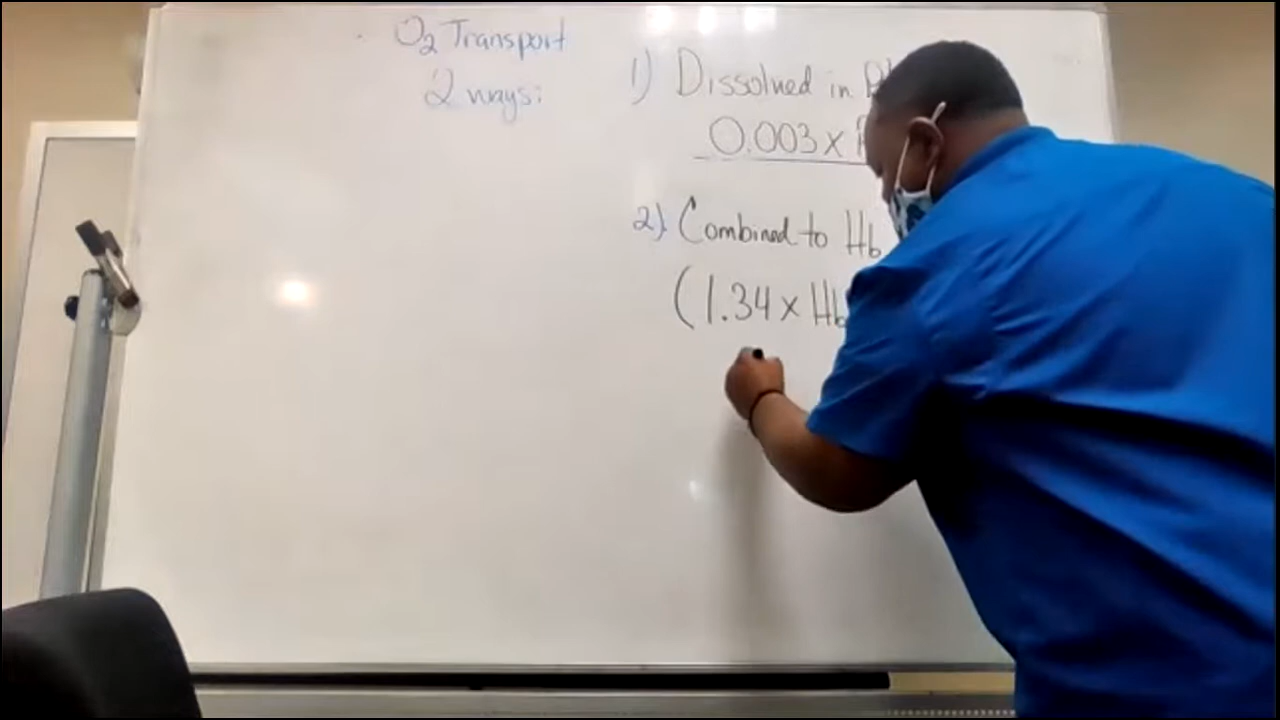 O₂ Transport
2 ways:
1) Dissolved in
0.003 x
2) Combined to Hb
(1.34 x Hb